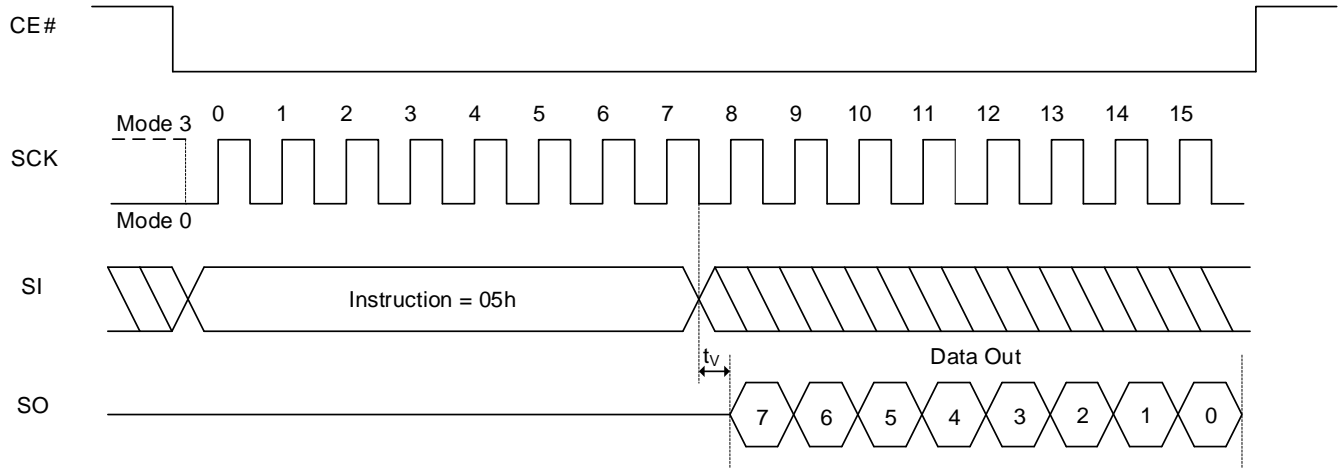 CE#
0 1 2 3 4 5 6 7 8 9 10 11 12 13 14 15
Mode 3
SCK
Mode 0
SI
Instruction = 05h
tV
Data Out
SO
7 6 5 4 3 2 1 0